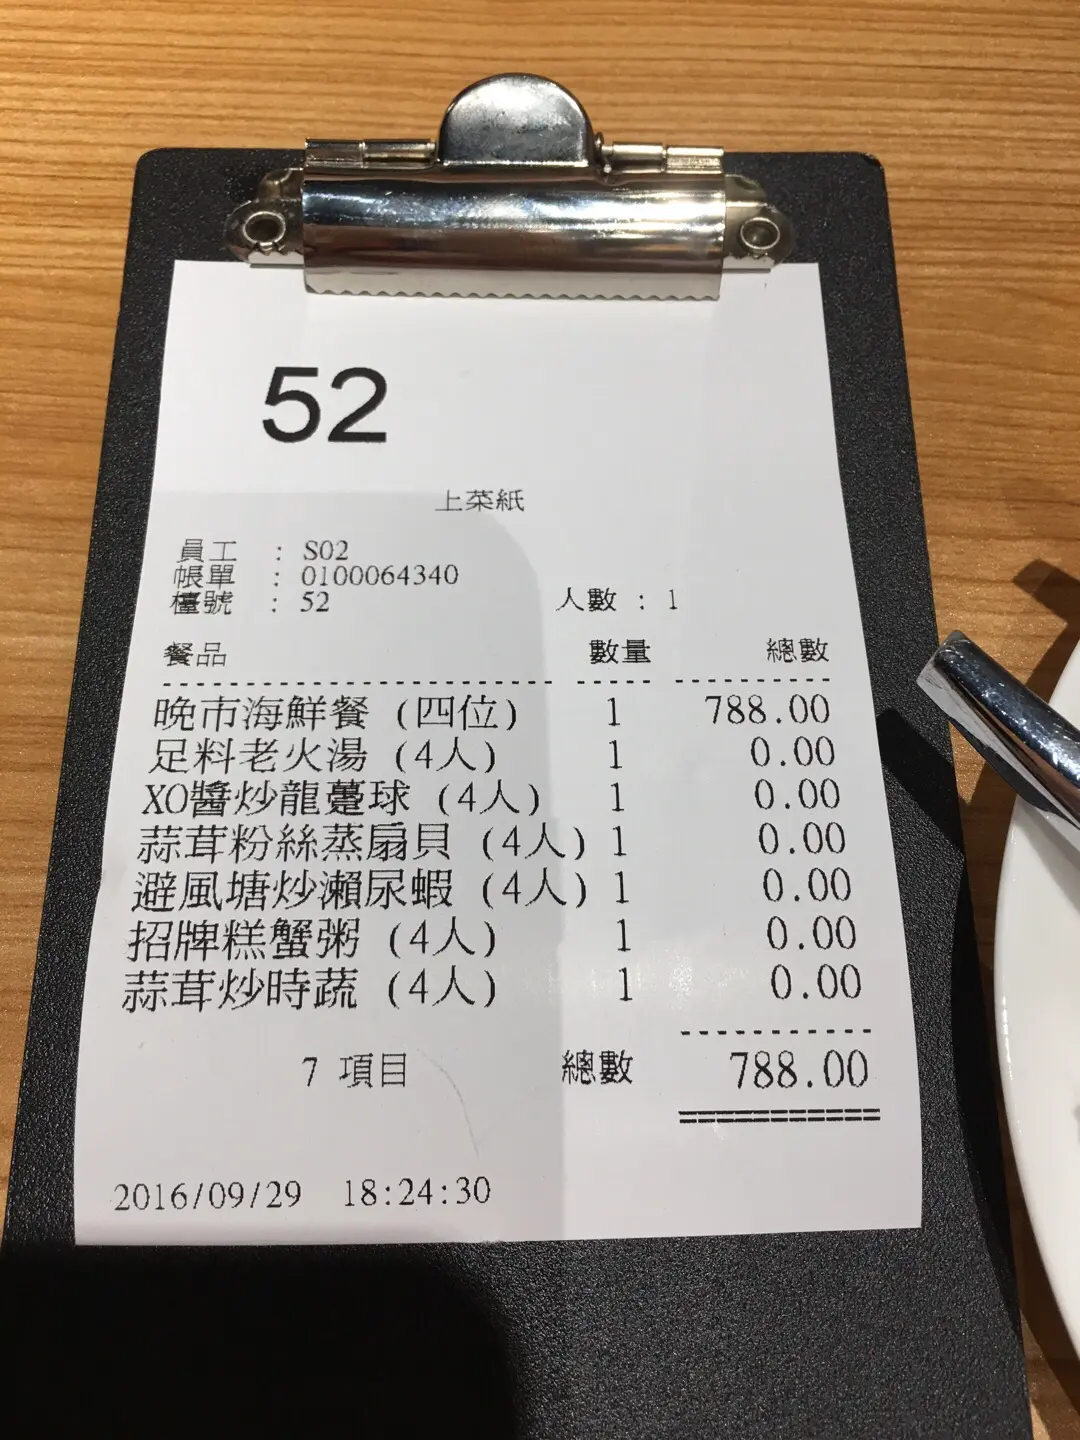 52
上菜紙
員工 : S02
帳單 : 0100064340
檯號 : 52 人數 : 1
餐品 數量 總數
晚市海鮮餐 (四位) 1 788.00
足料老火湯 (4人) 1 0.00
XO醬炒龍躉球 (4人) 1 0.00
蒜茸粉絲蒸扇貝 (4人) 1 0.00
避風塘炒瀨尿蝦 (4人) 1 0.00
招牌糕蟹粥 (4人) 1 0.00
蒜茸炒時蔬 (4人) 1 0.00
7 項目 總數 788.00
2016/09/29 18:24:30